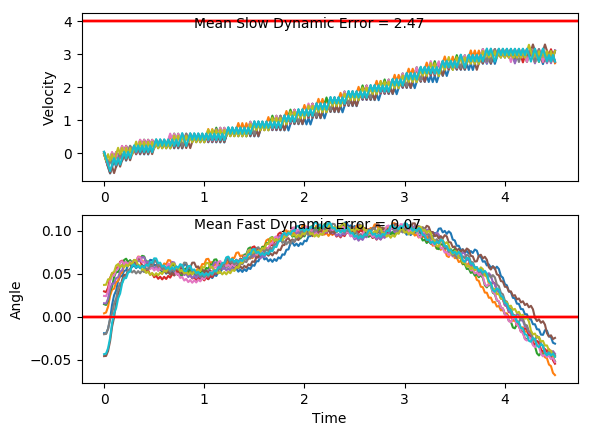 Mean Slow Dynamic Error = 2.47
4
3
2
1
0
Velocity
0 1 2 3 4
Mean Fast Dynamic Error = 0.07
0.10
0.05
0.00
−0.05
Angle
0 1 2 3 4
Time